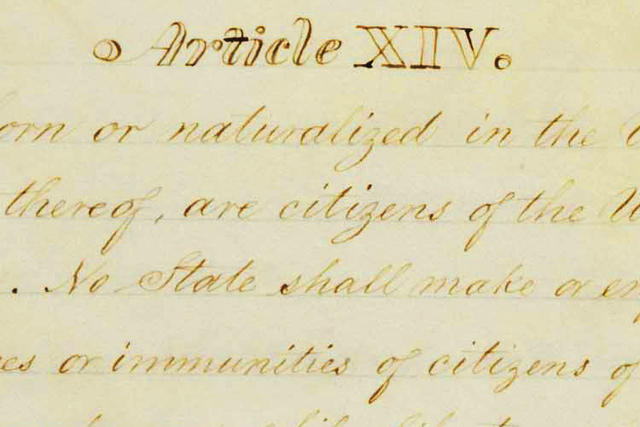 Article XIV.
orn or naturalized in the
thereof, are citizens of the
. No State shall make or en
es or immunities of citizens of